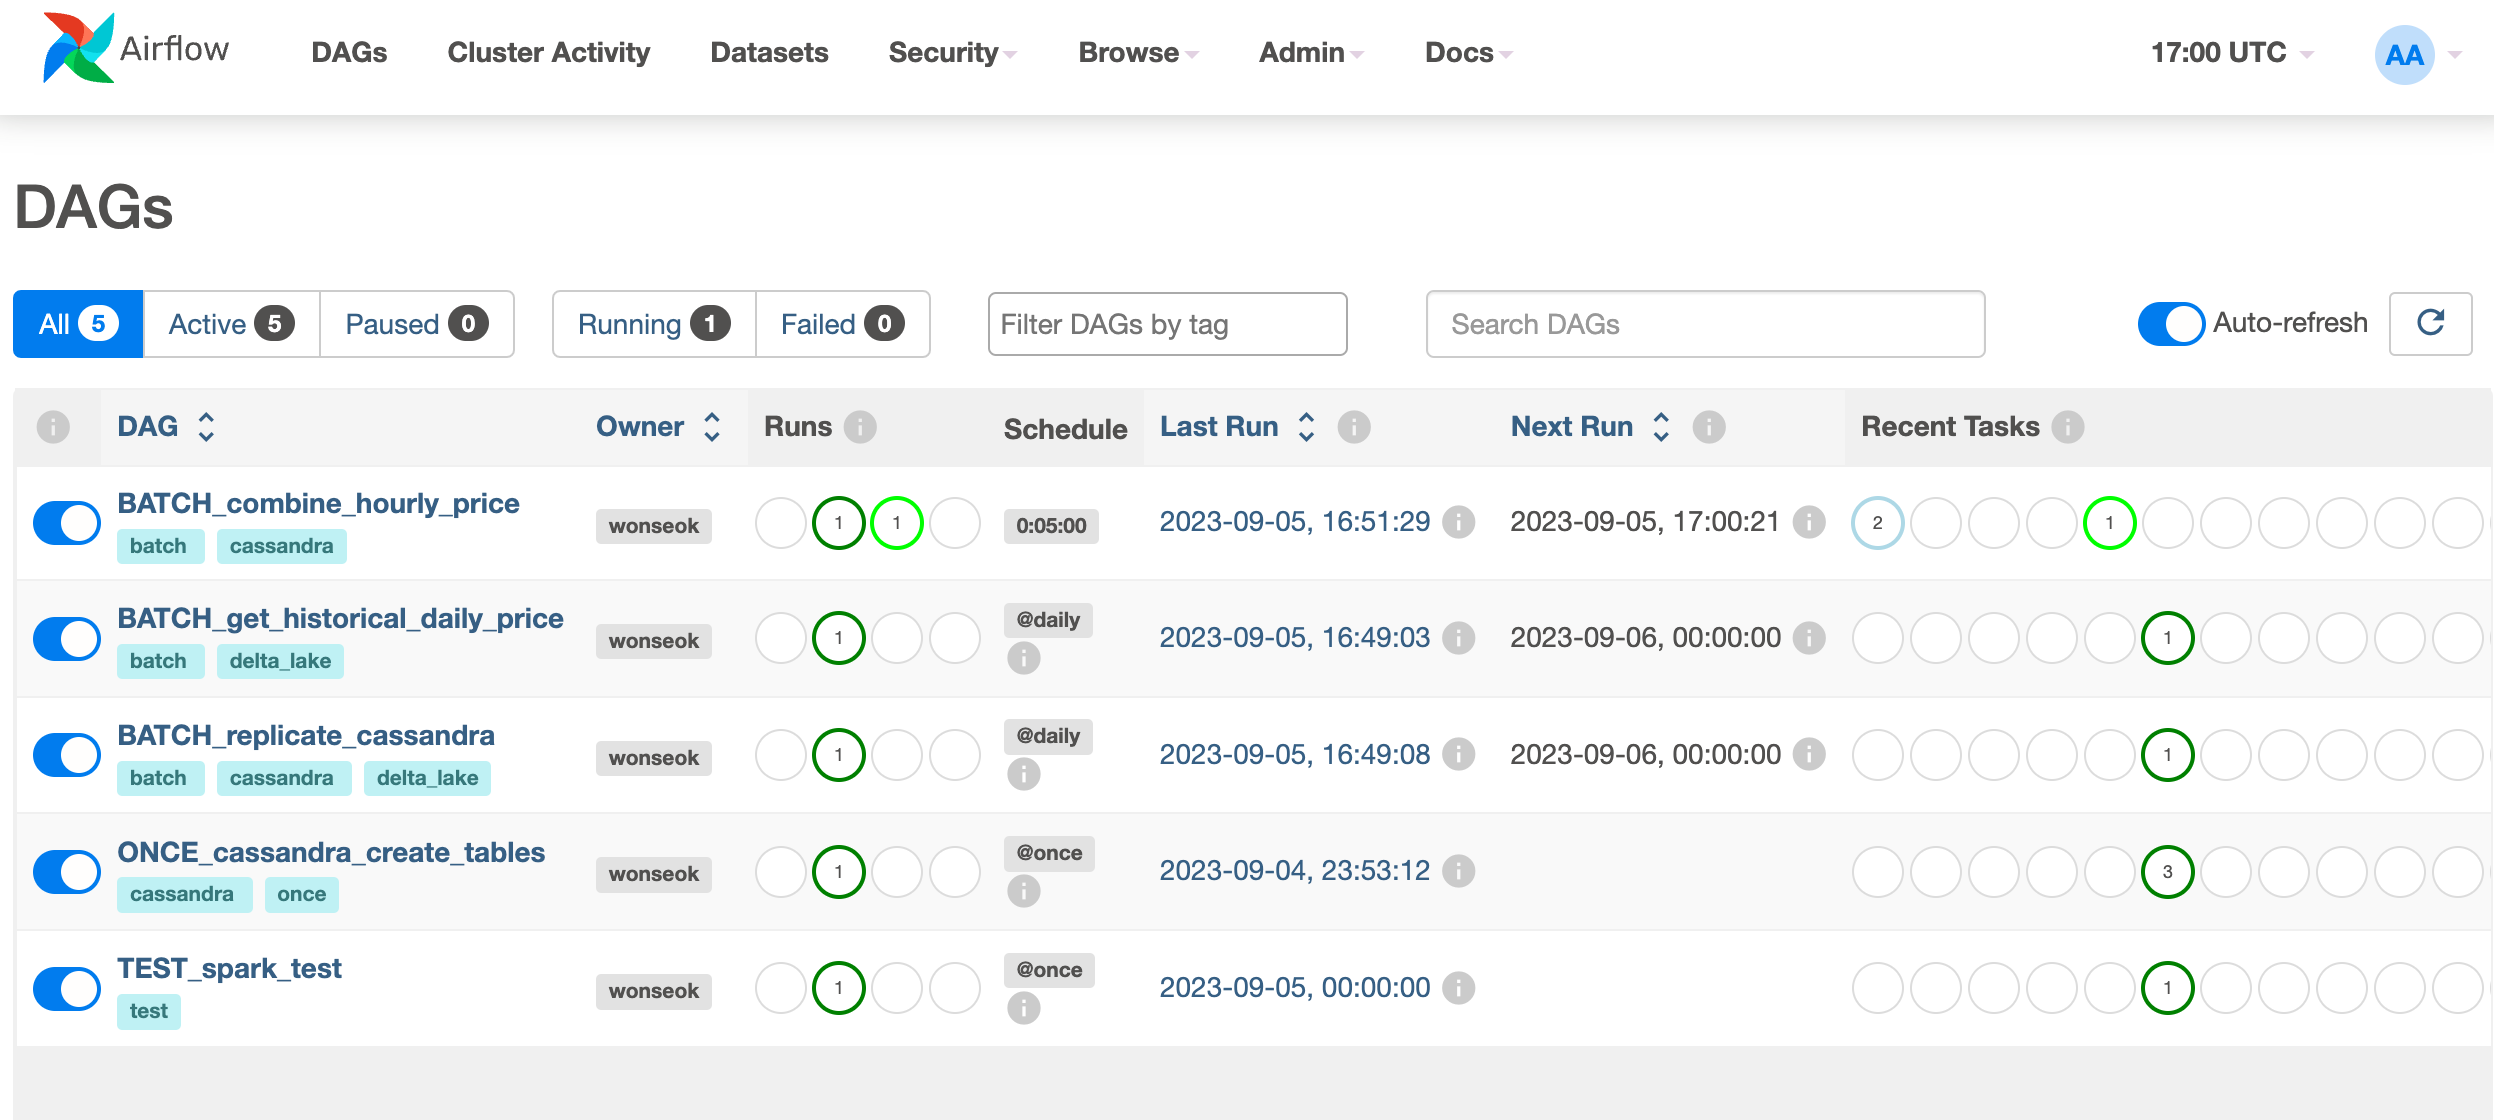 Airflow DAGs Cluster Activity Datasets Security Browse Admin Docs 17:00 UTC AA
DAGs
All 5 Active 5 Paused 0 Running 1 Failed 0 Filter DAGs by tag Search DAGs Auto-refresh
i DAG Owner Runs i Schedule Last Run i Next Run i Recent Tasks i
BATCH_combine_hourly_price
batch cassandra
wonseok 1 1 0:05:00 2023-09-05, 16:51:29 i 2023-09-05, 17:00:21 i 2 1
BATCH_get_historical_daily_price
batch delta_lake
wonseok 1 @daily i 2023-09-05, 16:49:03 i 2023-09-06, 00:00:00 i 1
BATCH_replicate_cassandra
batch cassandra delta_lake
wonseok 1 @daily i 2023-09-05, 16:49:08 i 2023-09-06, 00:00:00 i 1
ONCE_cassandra_create_tables
cassandra once
wonseok 1 @once i 2023-09-04, 23:53:12 i 3
TEST_spark_test
test
wonseok 1 @once i 2023-09-05, 00:00:00 i 1